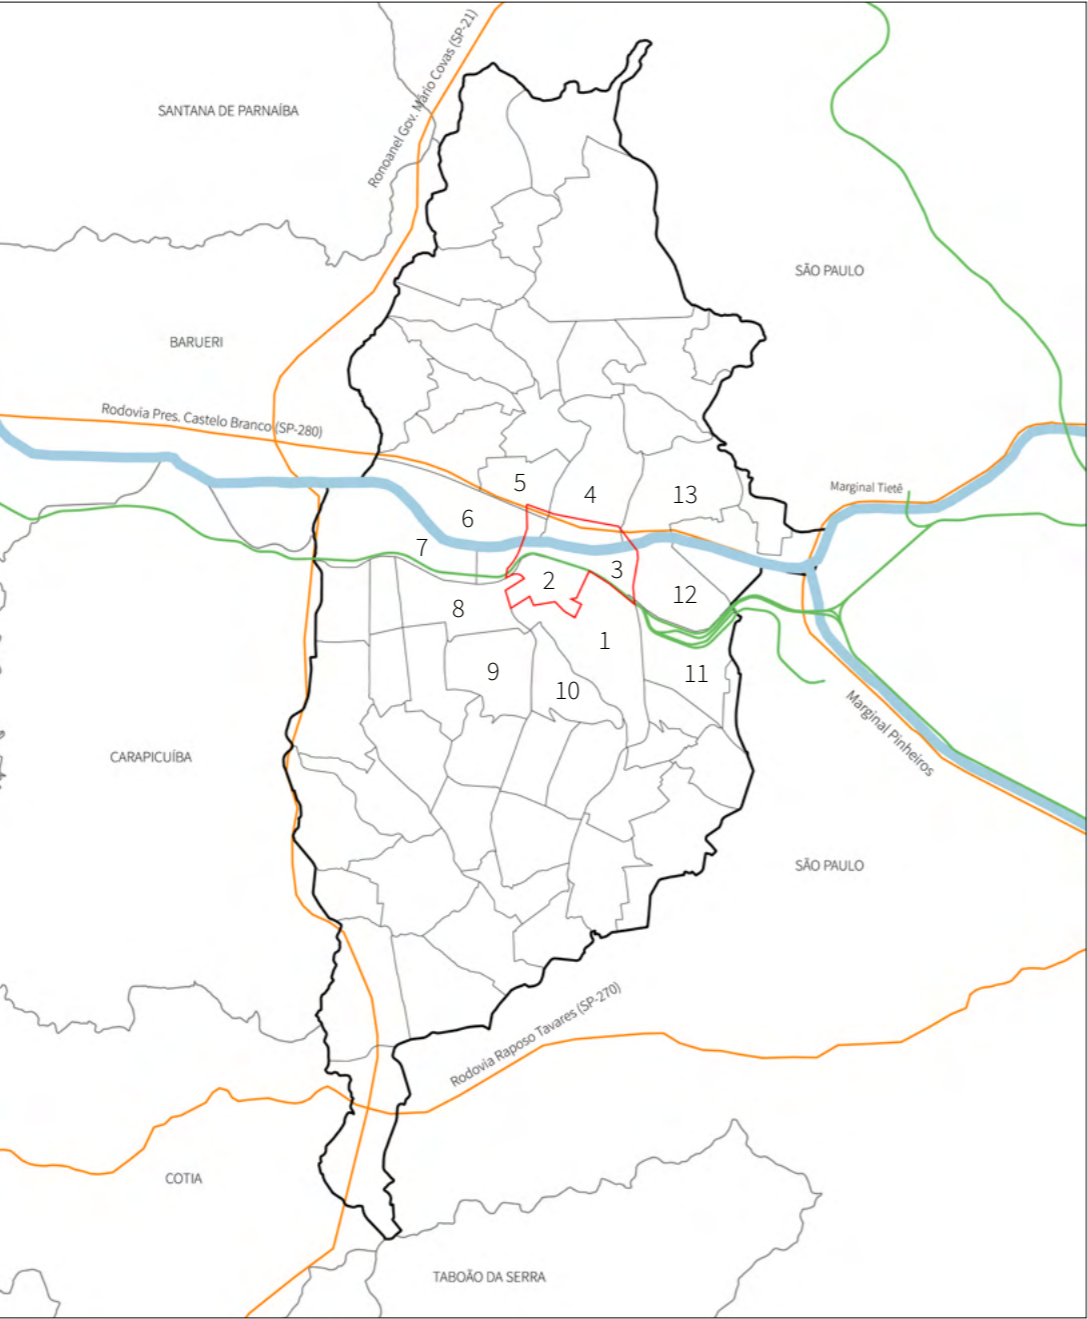 Ronoanel Gov. Mário Covas (SP-21)
SANTANA DE PARNAÍBA
SÃO PAULO
BARUERI
Rodovia Pres. Castelo Branco (SP-280)
5
4
13
Marginal Tietê
6
7
3
2
12
8
1
9
10
11
Marginal Pinheiros
CARAPICUÍBA
SÃO PAULO
Rodovia Raposo Tavares (SP-270)
COTIA
TABOÃO DA SERRA